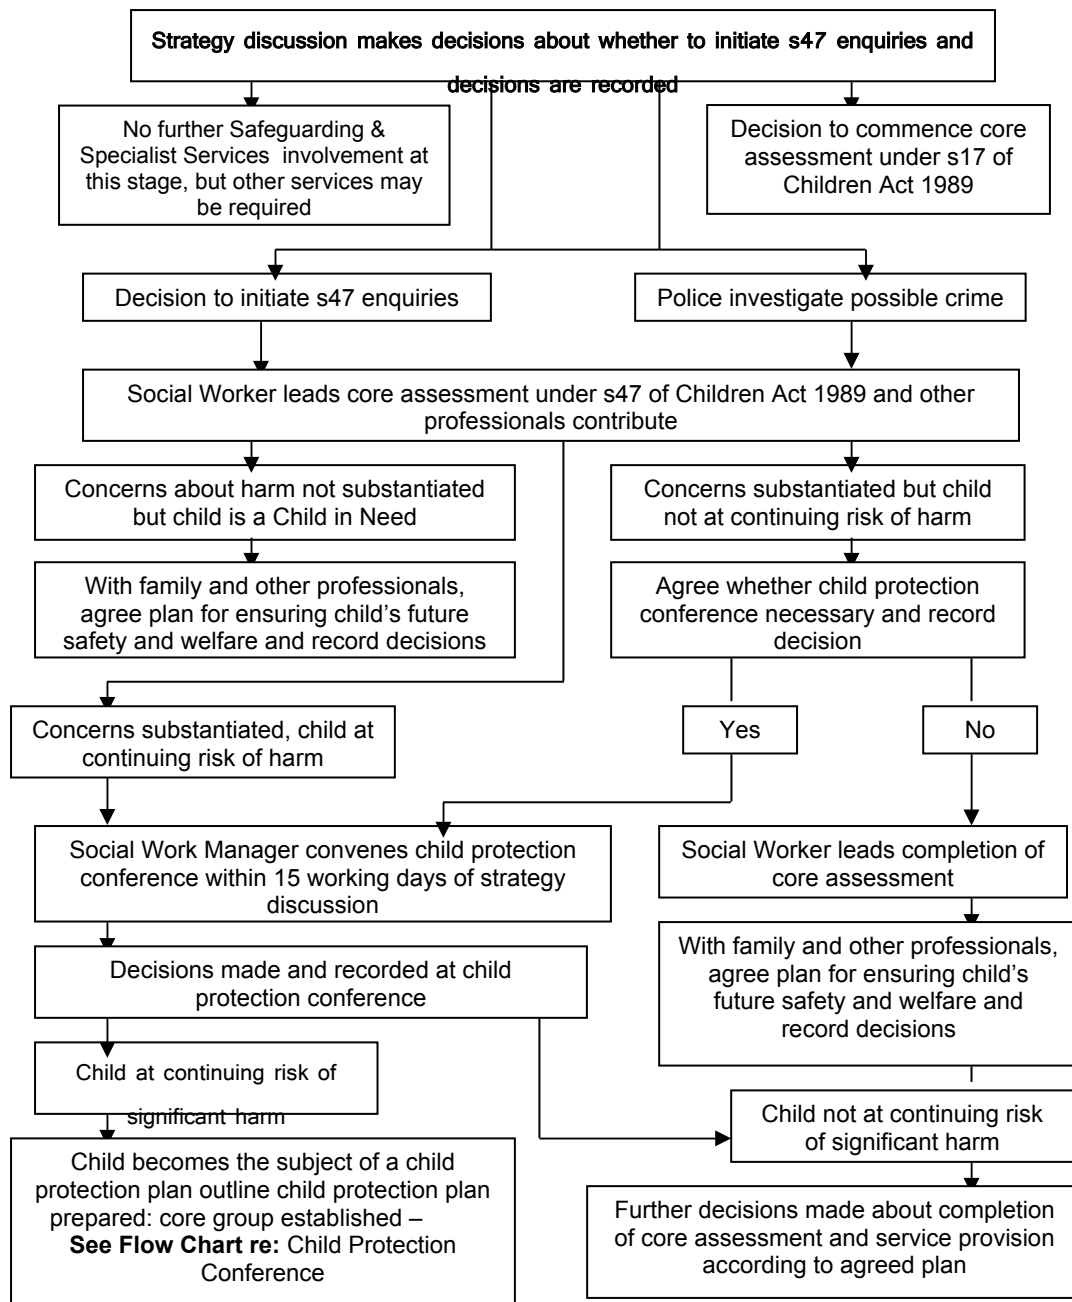 Strategy discussion makes decisions about whether to initiate s47 enquiries and
decisions are recorded
No further Safeguarding &
Specialist Services involvement at
this stage, but other services may
be required
Decision to commence core
assessment under s17 of
Children Act 1989
Decision to initiate s47 enquiries
Police investigate possible crime
Social Worker leads core assessment under s47 of Children Act 1989 and other
professionals contribute
Concerns about harm not substantiated
but child is a Child in Need
Concerns substantiated but child
not at continuing risk of harm
With family and other professionals,
agree plan for ensuring child's future
safety and welfare and record decisions
Agree whether child protection
conference necessary and record
decision
Concerns substantiated, child at
continuing risk of harm
Yes
No
Social Work Manager convenes child protection
conference within 15 working days of strategy
discussion
Social Worker leads completion of
core assessment
Decisions made and recorded at child
protection conference
With family and other professionals,
agree plan for ensuring child's
future safety and welfare and
record decisions
Child at continuing risk of
significant harm
Child not at continuing risk
of significant harm
Child becomes the subject of a child
protection plan outline child protection plan
prepared: core group established –
See Flow Chart re: Child Protection
Conference
Further decisions made about completion
of core assessment and service provision
according to agreed plan